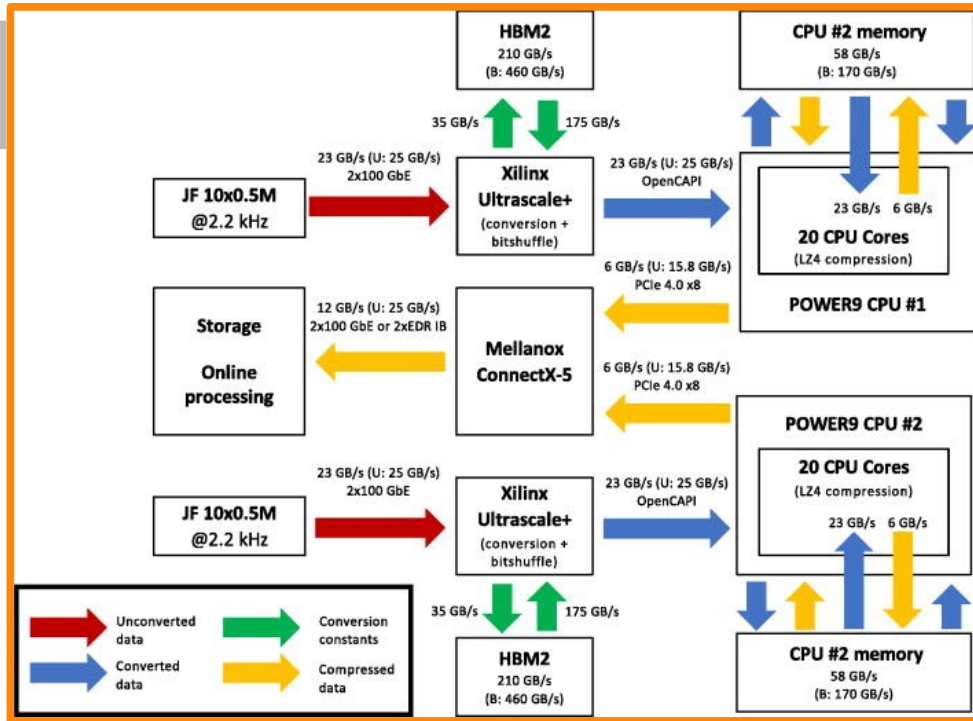 HBM2
210 GB/s
(B: 460 GB/s)
CPU #2 memory
58 GB/s
(B: 170 GB/s)
35 GB/s
175 GB/s
JF 10x0.5M
@2.2 kHz
23 GB/s (U: 25 GB/s)
2x100 GbE
Xilinx
Ultrascale+
(conversion +
bitshuffle)
23 GB/s (U: 25 GB/s)
OpenCAPI
23 GB/s
6 GB/s
20 CPU Cores
(LZ4 compression)
POWER9 CPU #1
6 GB/s (U: 15.8 GB/s)
PCIe 4.0 x8
Storage
Online
processing
12 GB/s (U: 25 GB/s)
2x100 GbE or 2xEDR IB
Mellanox
ConnectX-5
6 GB/s (U: 15.8 GB/s)
PCIe 4.0 x8
POWER9 CPU #2
20 CPU Cores
(LZ4 compression)
23 GB/s
6 GB/s
JF 10x0.5M
@2.2 kHz
23 GB/s (U: 25 GB/s)
2x100 GbE
Xilinx
Ultrascale+
(conversion +
bitshuffle)
23 GB/s (U: 25 GB/s)
OpenCAPI
35 GB/s
175 GB/s
HBM2
210 GB/s
(B: 460 GB/s)
CPU #2 memory
58 GB/s
(B: 170 GB/s)
Unconverted
data
Conversion
constants
Converted
data
Compressed
data